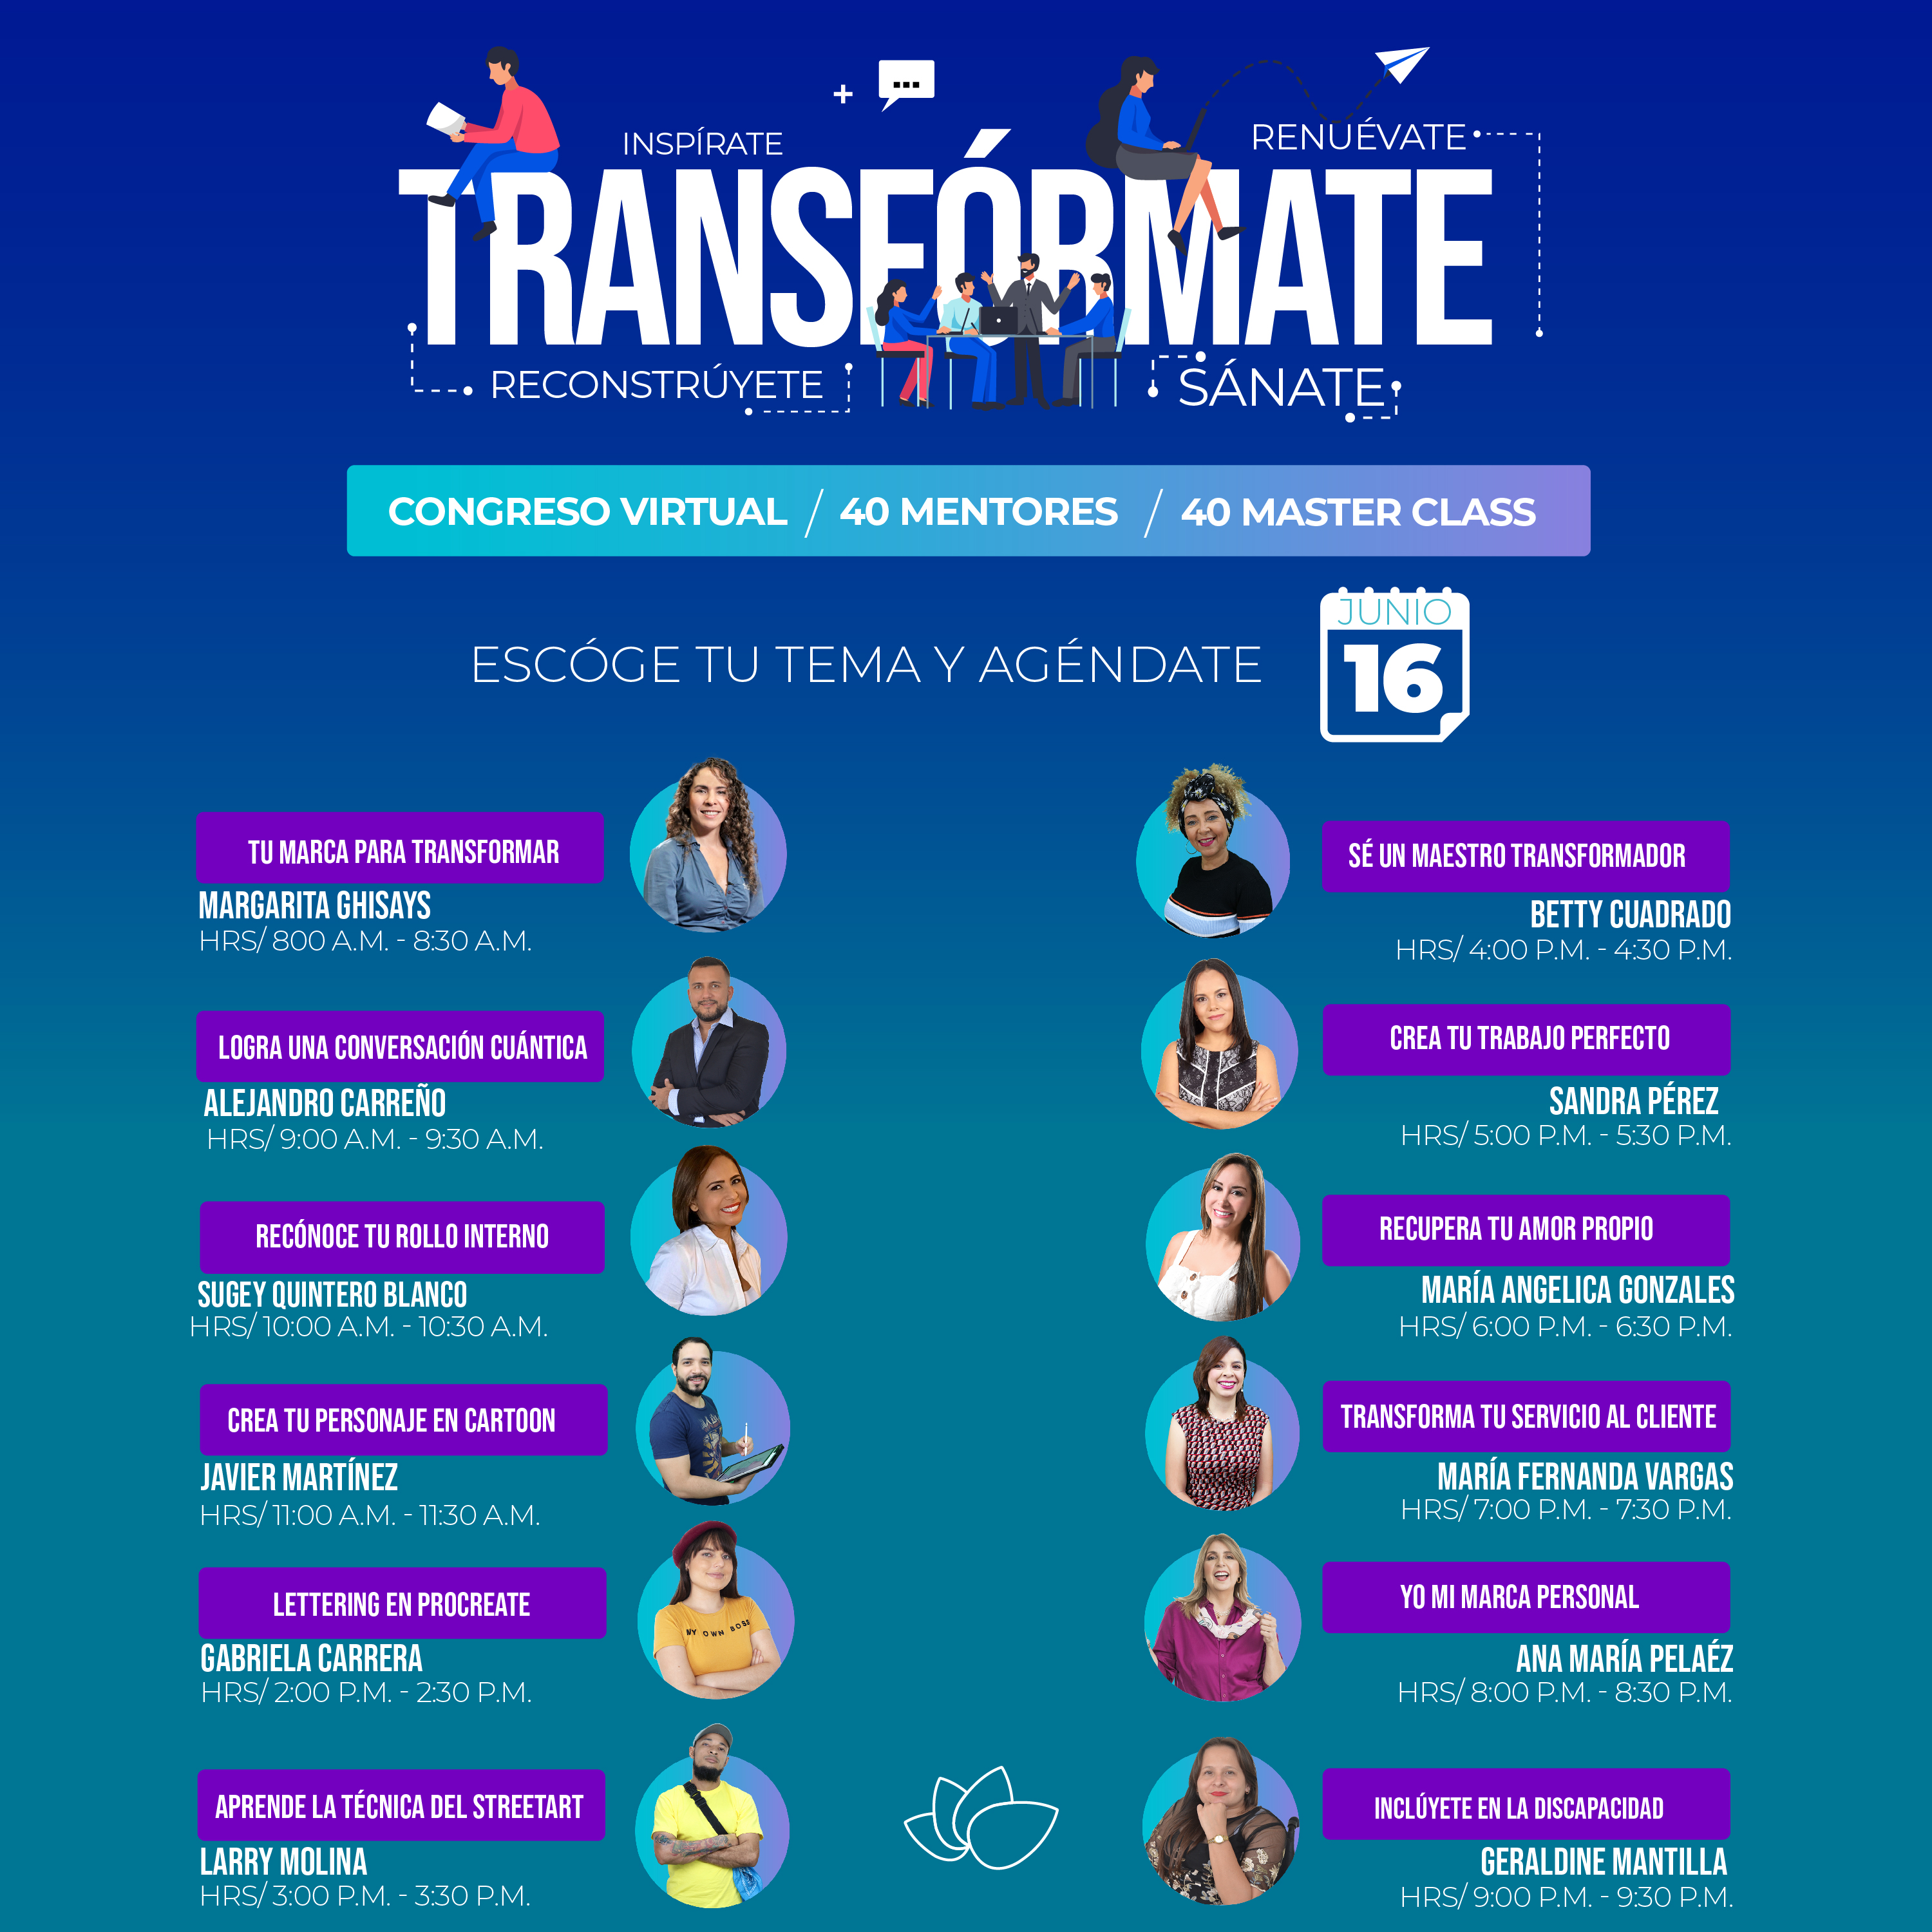 INSPÍRATE
RENUÉVATE
TRANSFÓRMATE
RECONSTRÚYETE
SÁNATE
CONGRESO VIRTUAL / 40 MENTORES / 40 MASTER CLASS
JUNIO
16
ESCÓGE TU TEMA Y AGÉNDATE
TU MARCA PARA TRANSFORMAR
MARGARITA GHISAYS
HRS/ 800 A.M. - 8:30 A.M.
LOGRA UNA CONVERSACIÓN CUÁNTICA
ALEJANDRO CARREÑO
HRS/ 9:00 A.M. - 9:30 A.M.
RECÓNOCE TU ROLLO INTERNO
SUGEY QUINTERO BLANCO
HRS/ 10:00 A.M. - 10:30 A.M.
CREA TU PERSONAJE EN CARTOON
JAVIER MARTÍNEZ
HRS/ 11:00 A.M. - 11:30 A.M.
LETTERING EN PROCREATE
GABRIELA CARRERA
HRS/ 2:00 P.M. - 2:30 P.M.
MY OWN BOSS
APRENDE LA TÉCNICA DEL STREETART
LARRY MOLINA
HRS/ 3:00 P.M. - 3:30 P.M.
SÉ UN MAESTRO TRANSFORMADOR
BETTY CUADRADO
HRS/ 4:00 P.M. - 4:30 P.M.
CREA TU TRABAJO PERFECTO
SANDRA PÉREZ
HRS/ 5:00 P.M. - 5:30 P.M.
RECUPERA TU AMOR PROPIO
MARÍA ANGELICA GONZALES
HRS/ 6:00 P.M. - 6:30 P.M.
TRANSFORMA TU SERVICIO AL CLIENTE
MARÍA FERNANDA VARGAS
HRS/ 7:00 P.M. - 7:30 P.M.
YO MI MARCA PERSONAL
ANA MARÍA PELAÉZ
HRS/ 8:00 P.M. - 8:30 P.M.
INCLÚYETE EN LA DISCAPACIDAD
GERALDINE MANTILLA
HRS/ 9:00 P.M. - 9:30 P.M.